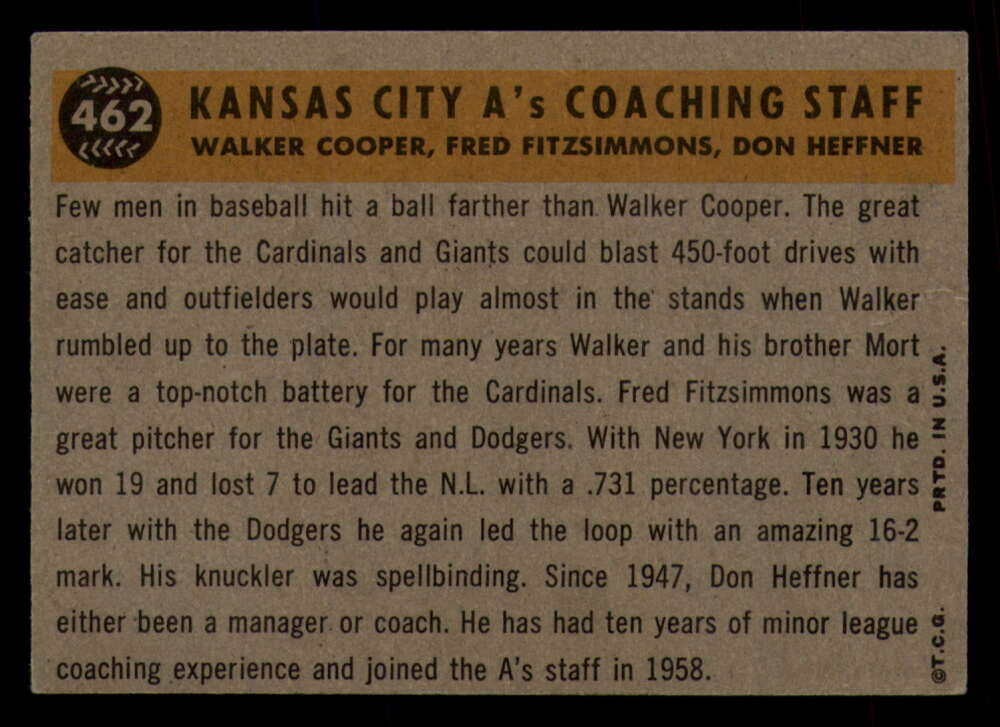 462
KANSAS CITY A's COACHING STAFF
WALKER COOPER, FRED FITZSIMMONS, DON HEFFNER
Few men in baseball hit a ball farther than Walker Cooper. The great
catcher for the Cardinals and Giants could blast 450-foot drives with
ease and outfielders would play almost in the stands when Walker
rumbled up to the plate. For many years Walker and his brother Mort
were a top-notch battery for the Cardinals. Fred Fitzsimmons was a
great pitcher for the Giants and Dodgers. With New York in 1930 he
won 19 and lost 7 to lead the N.L. with a .731 percentage. Ten years
later with the Dodgers he again led the loop with an amazing 16-2
mark. His knuckler was spellbinding. Since 1947, Don Heffner has
either been a manager or coach. He has had ten years of minor league
coaching experience and joined the A's staff in 1958.
©T.C.G. PRTD. IN U.S.A.